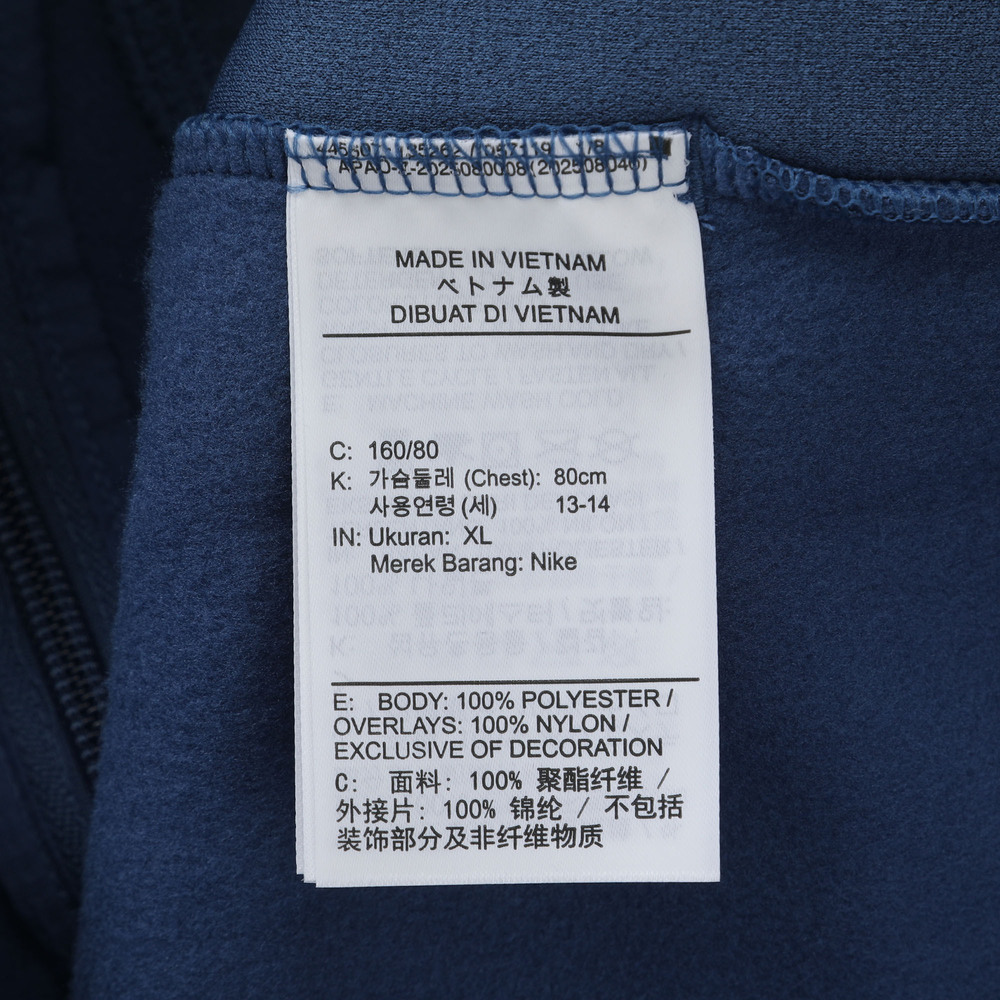 MADE IN VIETNAM
ベトナム製
DIBUAT DI VIETNAM
C: 160/80
K: 가슴둘레 (Chest): 80cm
사용연령 (세) 13-14
IN: Ukuran: XL
Merek Barang: Nike
E: BODY: 100% POLYESTER /
OVERLAYS: 100% NYLON /
EXCLUSIVE OF DECORATION
C: 面料: 100% 聚酯纤维 /
外接片: 100% 锦纶 / 不包括
装饰部分及非纤维物质